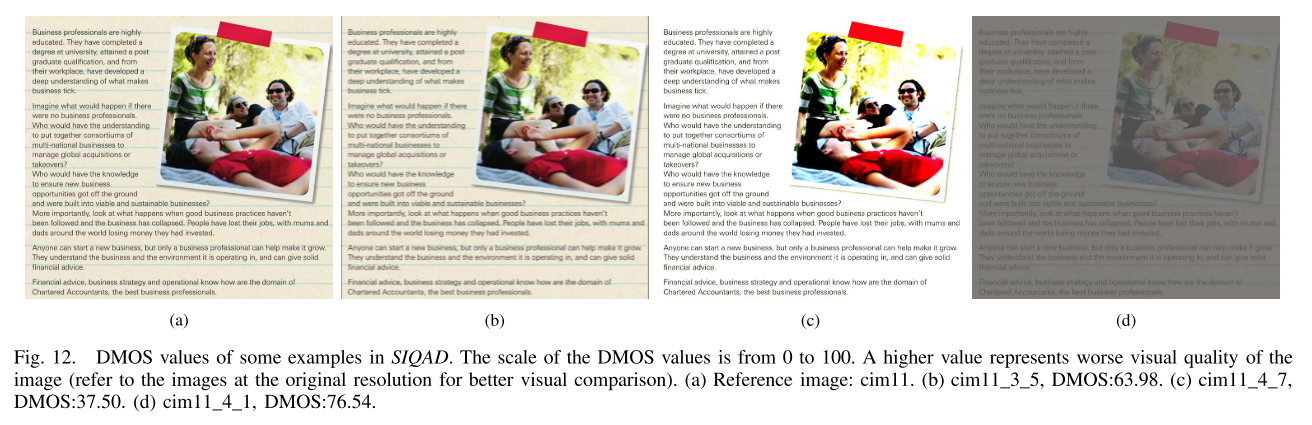 Business professionals are highly
educated. They have completed a
degree at university, attained a post
graduate qualification, and from
their workplace, have developed a
deep understanding of what makes
business tick.
Imagine what would happen if there
were no business professionals.
Who would have the understanding
to put together consortiums of
multi-national businesses to
manage global acquisitions or
takeovers?
Who would have the knowledge
to ensure new business
opportunities got off the ground
and were built into viable and sustainable businesses?
More importantly, look at what happens when good business practices haven't
been followed and the business has collapsed. People have lost their jobs, with mums and
dads around the world losing money they had invested.
Anyone can start a new business, but only a business professional can help make it grow.
They understand the business and the environment it is operating in, and can give solid
financial advice.
Financial advice, business strategy and operational know how are the domain of
Chartered Accountants, the best business professionals.
(a)
Business professionals are highly
educated. They have completed a
degree at university, attained a post
graduate qualification, and from
their workplace, have developed a
deep understanding of what makes
business tick.
Imagine what would happen if there
were no business professionals.
Who would have the understanding
to put together consortiums of
multi-national businesses to
manage global acquisitions or
takeovers?
Who would have the knowledge
to ensure new business
opportunities got off the ground
and were built into viable and sustainable businesses?
More importantly, look at what happens when good business practices haven't
been followed and the business has collapsed. People have lost their jobs, with mums and
dads around the world losing money they had invested.
Anyone can start a new business, but only a business professional can help make it grow.
They understand the business and the environment it is operating in, and can give solid
financial advice.
Financial advice, business strategy and operational know how are the domain of
Chartered Accountants, the best business professionals.
(b)
Business professionals are highly
educated. They have completed a
degree at university, attained a post
graduate qualification, and from
their workplace, have developed a
deep understanding of what makes
business tick.
Imagine what would happen if there
were no business professionals.
Who would have the understanding
to put together consortiums of
multi-national businesses to
manage global acquisitions or
takeovers?
Who would have the knowledge
to ensure new business
opportunities got off the ground
and were built into viable and sustainable businesses?
More importantly, look at what happens when good business practices haven't
been followed and the business has collapsed. People have lost their jobs, with mums and
dads around the world losing money they had invested.
Anyone can start a new business, but only a business professional can help make it grow.
They understand the business and the environment it is operating in, and can give solid
financial advice.
Financial advice, business strategy and operational know how are the domain of
Chartered Accountants, the best business professionals.
(c)
Business professionals are highly
educated. They have completed a
degree at university, attained a post
graduate qualification, and from
their workplace, have developed a
deep understanding of what makes
business tick.
Imagine what would happen if there
were no business professionals.
Who would have the understanding
to put together consortiums of
multi-national businesses to
manage global acquisitions or
takeovers?
Who would have the knowledge
to ensure new business
opportunities got off the ground
and were built into viable and sustainable businesses?
More importantly, look at what happens when good business practices haven't
been followed and the business has collapsed. People have lost their jobs, with mums and
dads around the world losing money they had invested.
Anyone can start a new business, but only a business professional can help make it grow.
They understand the business and the environment it is operating in, and can give solid
financial advice.
Financial advice, business strategy and operational know how are the domain of
Chartered Accountants, the best business professionals.
(d)
Fig. 12. DMOS values of some examples in SIQAD. The scale of the DMOS values is from 0 to 100. A higher value represents worse visual quality of the
image (refer to the images at the original resolution for better visual comparison). (a) Reference image: cim11. (b) cim11_3_5, DMOS:63.98. (c) cim11_4_7,
DMOS:37.50. (d) cim11_4_1, DMOS:76.54.